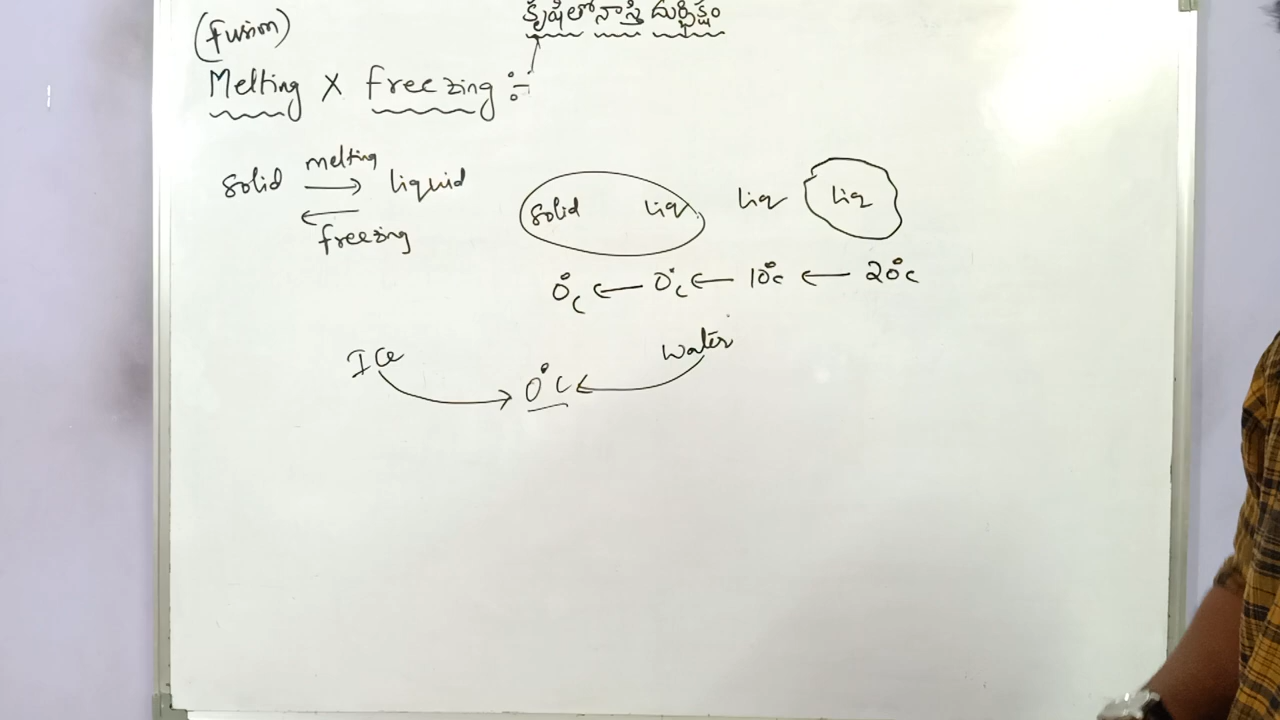 కృషితో నాస్తి దుర్భిక్షం
(Fusion)
Melting X freezing :-
Solid melting liquid
freezing
Solid Liq Liq Liq
0°C ← 0°C ← 10°C ← 20°C
Ice Water
0°C